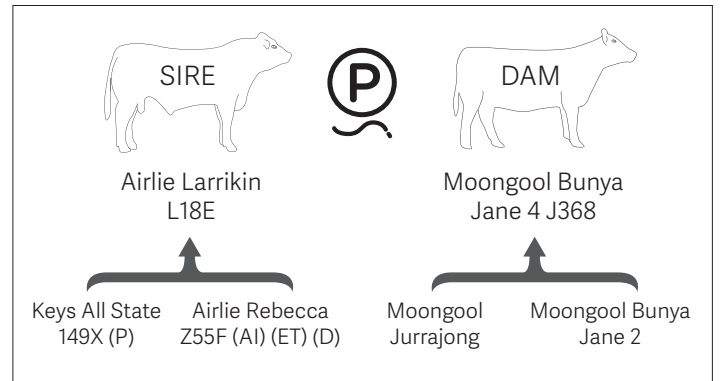 SIRE
P
DAM
Airlie Larrikin
L18E
Moongool Bunya
Jane 4 J368
Keys All State
149X (P)
Airlie Rebecca
Z55F (AI) (ET) (D)
Moongool
Jurrajong
Moongool Bunya
Jane 2